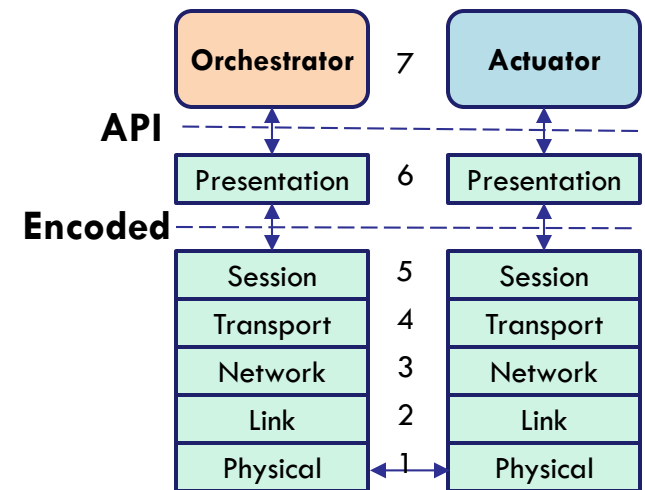 Orchestrator 7 Actuator
API
Presentation 6 Presentation
Encoded
Session 5 Session
Transport 4 Transport
Network 3 Network
Link 2 Link
Physical 1 Physical